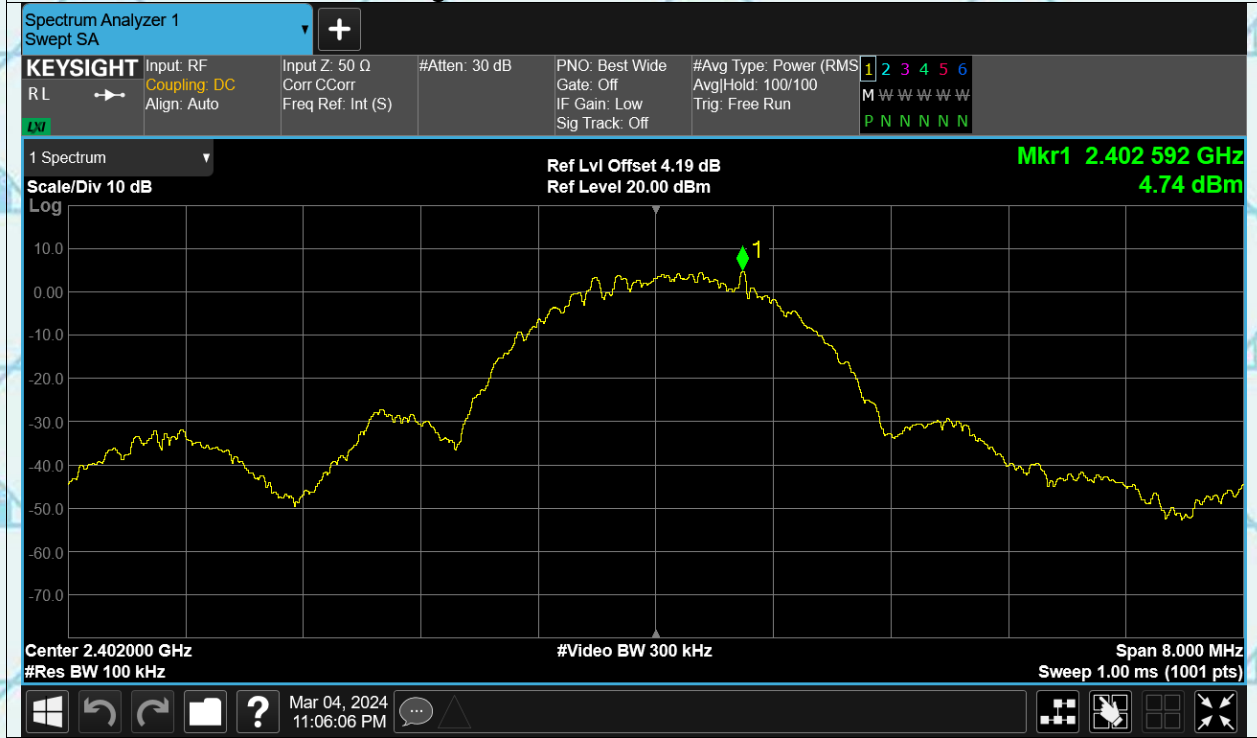 Spectrum Analyzer 1
Swept SA
+
KEYSIGHT
RL
LXI
Input: RF
Coupling: DC
Align: Auto
Input Z: 50 Ω
Corr CCorr
Freq Ref: Int (S)
#Atten: 30 dB
PNO: Best Wide
Gate: Off
IF Gain: Low
Sig Track: Off
#Avg Type: Power (RMS
Avg|Hold: 100/100
Trig: Free Run
1 2 3 4 5 6
M W W W W W
P N N N N N
1 Spectrum
Scale/Div 10 dB
Ref Lvl Offset 4.19 dB
Ref Level 20.00 dBm
Mkr1 2.402 592 GHz
4.74 dBm
Log
10.0
0.00
-10.0
-20.0
-30.0
-40.0
-50.0
-60.0
-70.0
1
Center 2.402000 GHz
#Res BW 100 kHz
#Video BW 300 kHz
Span 8.000 MHz
Sweep 1.00 ms (1001 pts)
?
Mar 04, 2024
11:06:06 PM